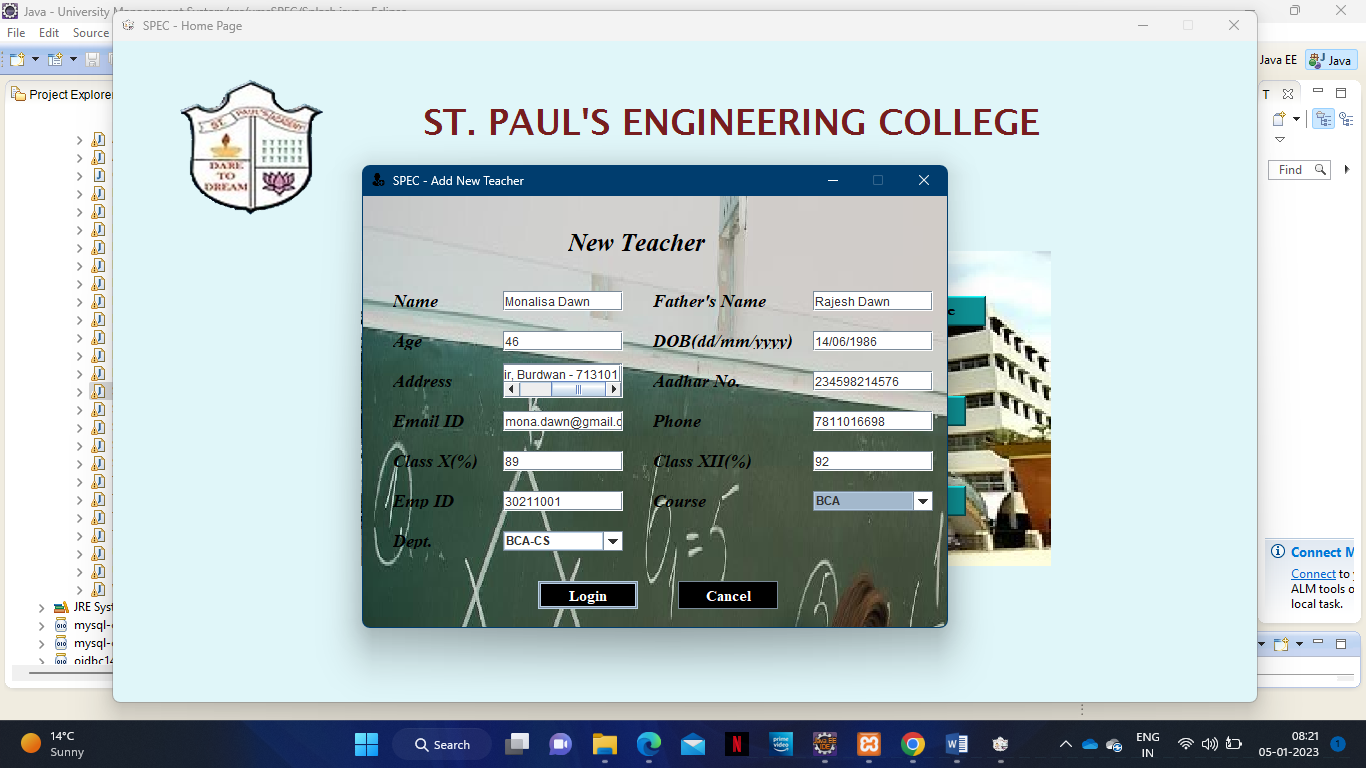 Java - University Management System/src/umsSPEC/Splash.java - Eclipse
File Edit Source
SPEC - Home Page
Java EE
Java
Project Explorer
ST. PAUL'S ACADEMY
DARE
TO
DREAM
ST. PAUL'S ENGINEERING COLLEGE
T
Find
SPEC - Add New Teacher
New Teacher
Name Monalisa Dawn Father's Name Rajesh Dawn
Age 46 DOB(dd/mm/yyyy) 14/06/1986
Address ir, Burdwan - 713101 Aadhar No. 234598214576
Email ID mona.dawn@gmail.c Phone 7811016698
Class X(%) 89 Class XII(%) 92
Emp ID 30211001 Course BCA
Dept. BCA-CS
Login Cancel
Connect M
Connect to
ALM tools o
local task.
JRE Syst
mysql-
mysql-
ojdbc14
14°C
Sunny
Search
prime
video
Java EE
IDE
ENG
IN
08:21
05-01-2023
1